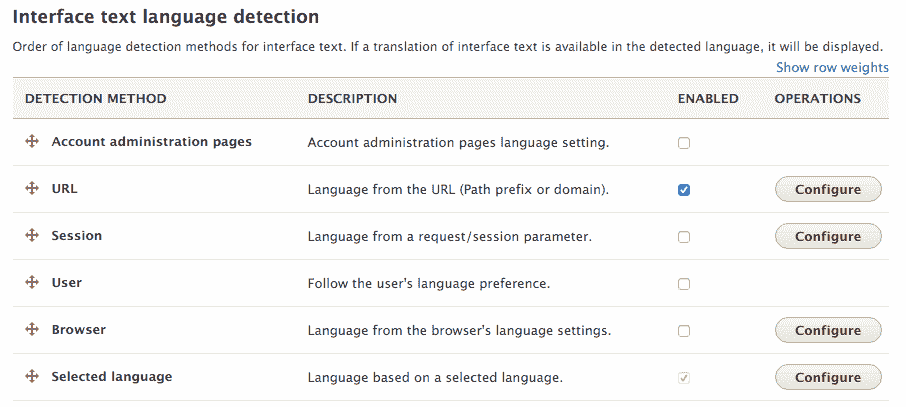 Interface text language detection
Order of language detection methods for interface text. If a translation of interface text is available in the detected language, it will be displayed.
Show row weights
DETECTION METHOD DESCRIPTION ENABLED OPERATIONS
Account administration pages Account administration pages language setting.
URL Language from the URL (Path prefix or domain). Configure
Session Language from a request/session parameter. Configure
User Follow the user's language preference.
Browser Language from the browser's language settings. Configure
Selected language Language based on a selected language. Configure